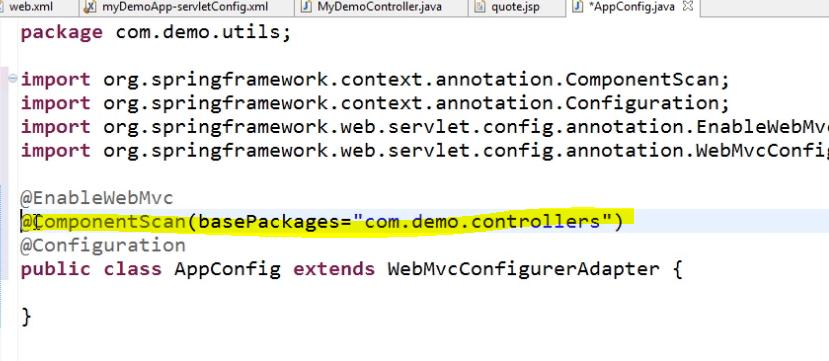 web.xml myDemoApp-servletConfig.xml MyDemoController.java quote.jsp *AppConfig.java
package com.demo.utils;
import org.springframework.context.annotation.ComponentScan;
import org.springframework.context.annotation.Configuration;
import org.springframework.web.servlet.config.annotation.EnableWebMv
import org.springframework.web.servlet.config.annotation.WebMvcConfi
@EnableWebMvc
@ComponentScan(basePackages="com.demo.controllers")
@Configuration
public class AppConfig extends WebMvcConfigurerAdapter {
}